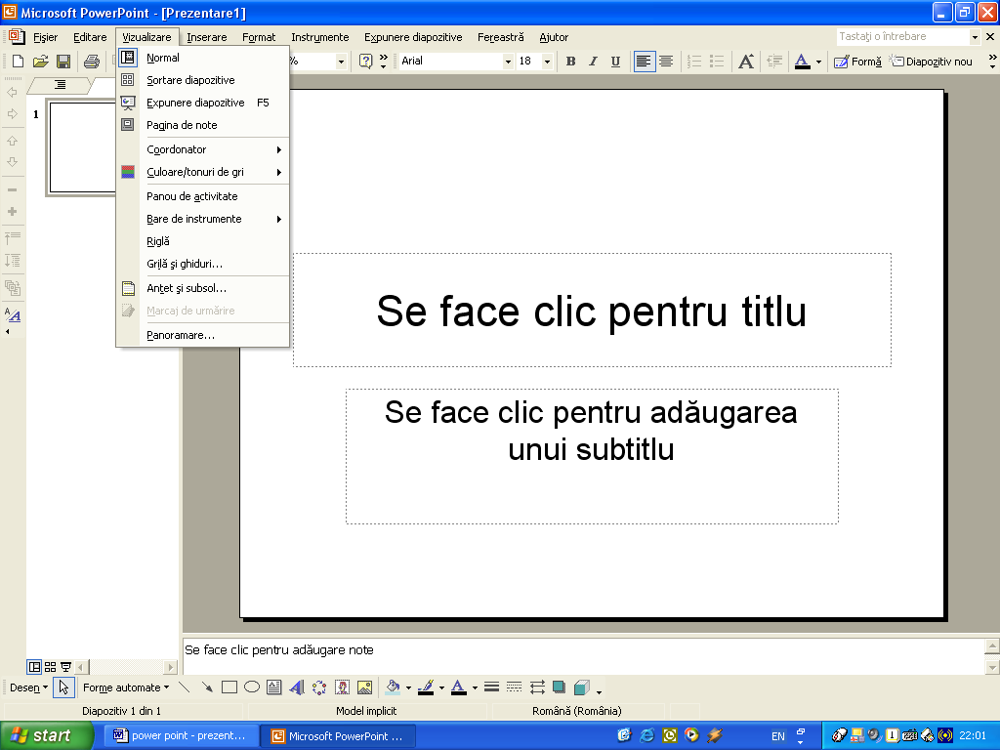 Microsoft PowerPoint - [Prezentare1]
Fişier Editare Vizualizare Inserare Format Instrumente Expunere diapozitive Fereastră Ajutor Tastaţi o întrebare
% Arial 18 B I U A A Formă Diapozitiv nou
Normal
Sortare diapozitive
Expunere diapozitive F5
Pagina de note
Coordonator
Culoare/tonuri de gri
Panou de activitate
Bare de instrumente
Riglă
Grilă şi ghiduri...
Antet şi subsol...
Marcaj de urmărire
Panoramare...
1
Se face clic pentru titlu
Se face clic pentru adăugarea
unui subtitlu
Se face clic pentru adăugare note
Desen Forme automate
Diapozitiv 1 din 1 Model implicit Română (România)
start power point - prezent... Microsoft PowerPoint ... EN 22:01